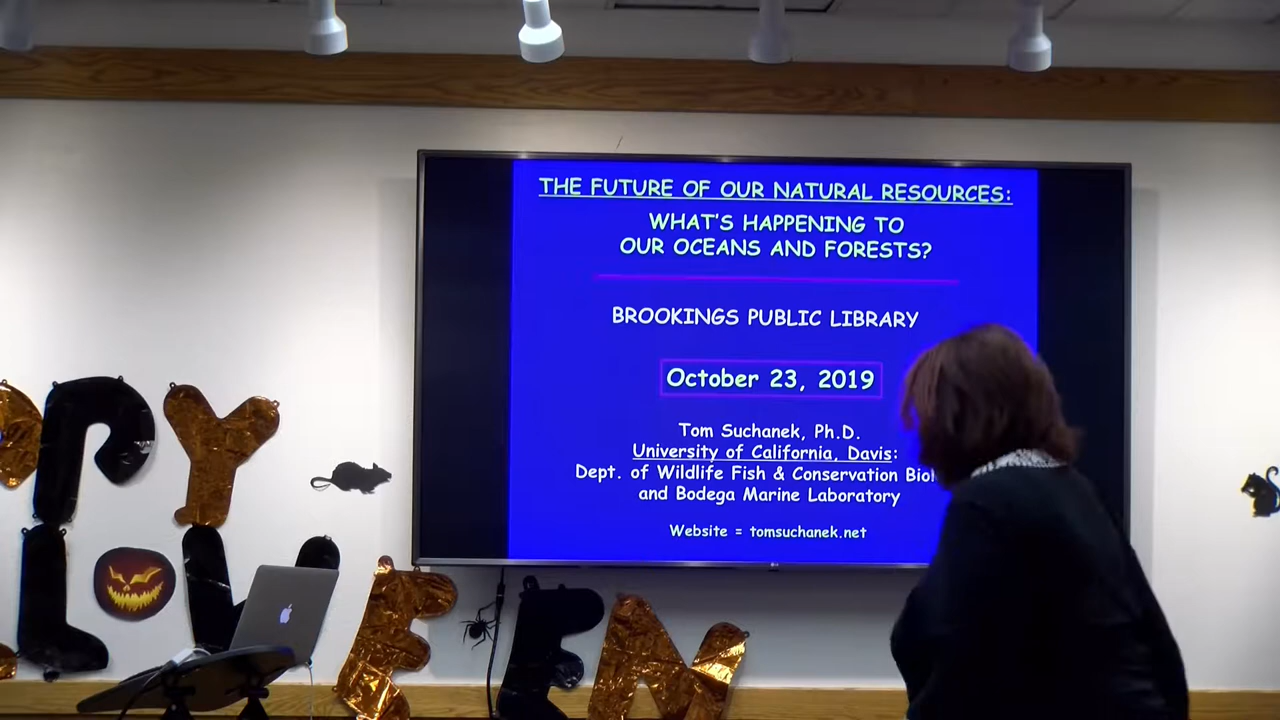 THE FUTURE OF OUR NATURAL RESOURCES:
WHAT'S HAPPENING TO
OUR OCEANS AND FORESTS?
BROOKINGS PUBLIC LIBRARY
October 23, 2019
Tom Suchanek, Ph.D.
University of California, Davis:
Dept. of Wildlife Fish & Conservation
and Bodega Marine Laboratory
Website = tomsuchanek.net
PY
L WEEN